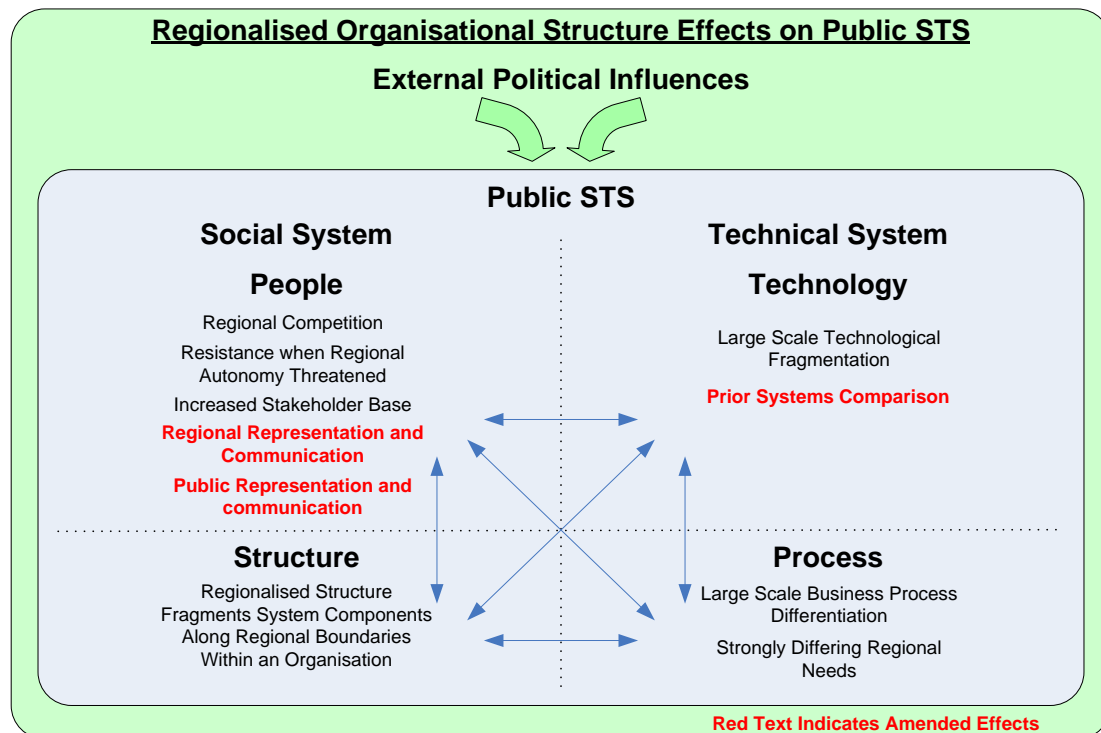 Regionalised Organisational Structure Effects on Public STS
External Political Influences
Public STS
Social System
Technical System
People
Regional Competition
Resistance when Regional
Autonomy Threatened
Increased Stakeholder Base
Regional Representation and
Communication
Public Representation and
communication
Technology
Large Scale Technological
Fragmentation
Prior Systems Comparison
Structure
Regionalised Structure
Fragments System Components
Along Regional Boundaries
Within an Organisation
Process
Large Scale Business Process
Differentiation
Strongly Differing Regional
Needs
Red Text Indicates Amended Effects